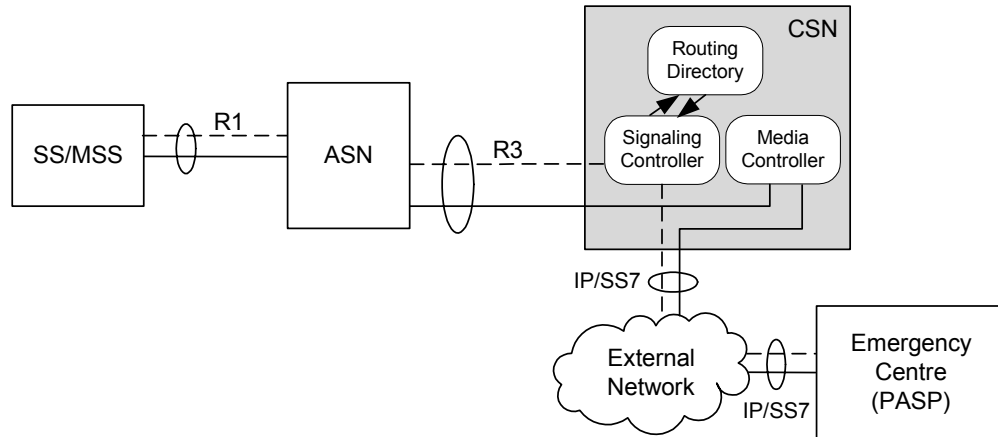 CSN
Routing
Directory
SS/MSS
R1
ASN
R3
Signaling
Controller
Media
Controller
IP/SS7
External
Network
IP/SS7
Emergency
Centre
(PASP)